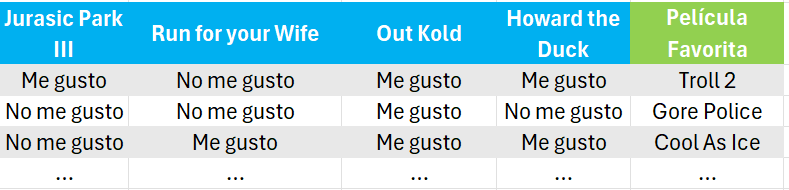 Jurasic Park III Run for your Wife Out Kold Howard the Duck Película Favorita
Me gusto No me gusto Me gusto Me gusto Troll 2
No me gusto No me gusto Me gusto No me gusto Gore Police
No me gusto Me gusto Me gusto Me gusto Cool As Ice
... ... ... ... ...